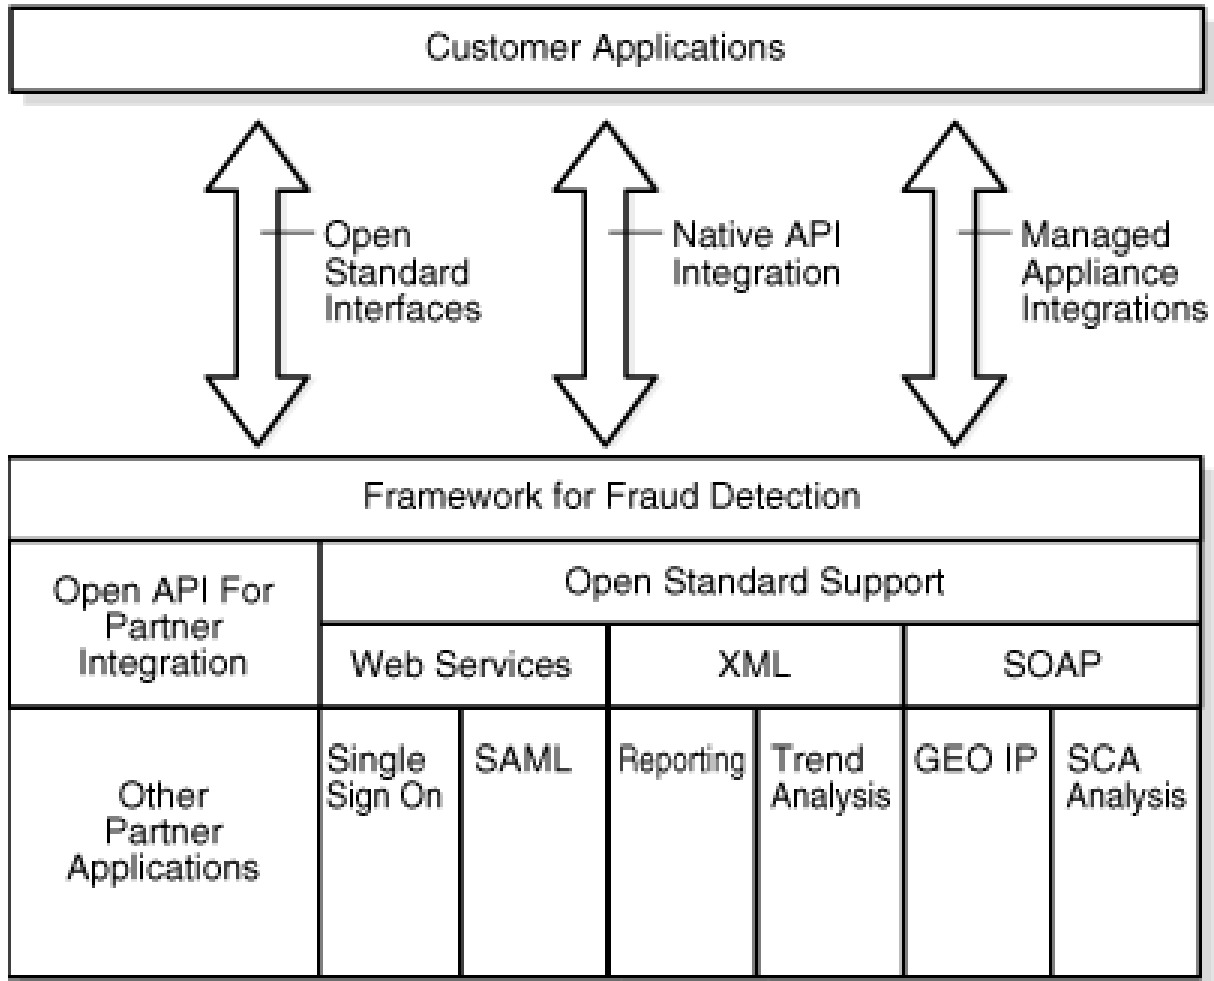 Customer Applications
Open
Standard
Interfaces
Native API
Integration
Managed
Appliance
Integrations
Framework for Fraud Detection
Open API For
Partner
Integration
Open Standard Support
Web Services
XML
SOAP
Other
Partner
Applications
Single
Sign On
SAML
Reporting
Trend
Analysis
GEO IP
SCA
Analysis